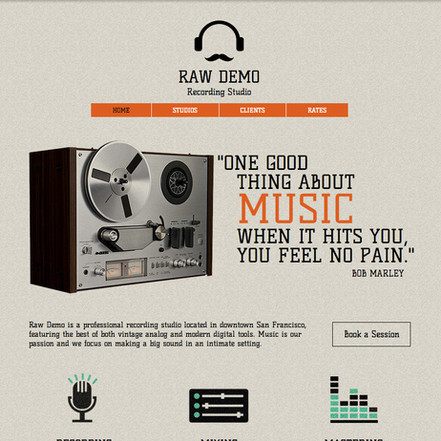 RAW DEMO
Recording Studio
HOME STUDIOS CLIENTS RATES
"ONE GOOD
THING ABOUT
MUSIC
WHEN IT HITS YOU,
YOU FEEL NO PAIN."
BOB MARLEY
Raw Demo is a professional recording studio located in downtown San Francisco,
featuring the best of both vintage analog and modern digital tools. Music is our
passion and we focus on making a big sound in an intimate setting.
Book a Session
RECORDING MIXING MASTERING